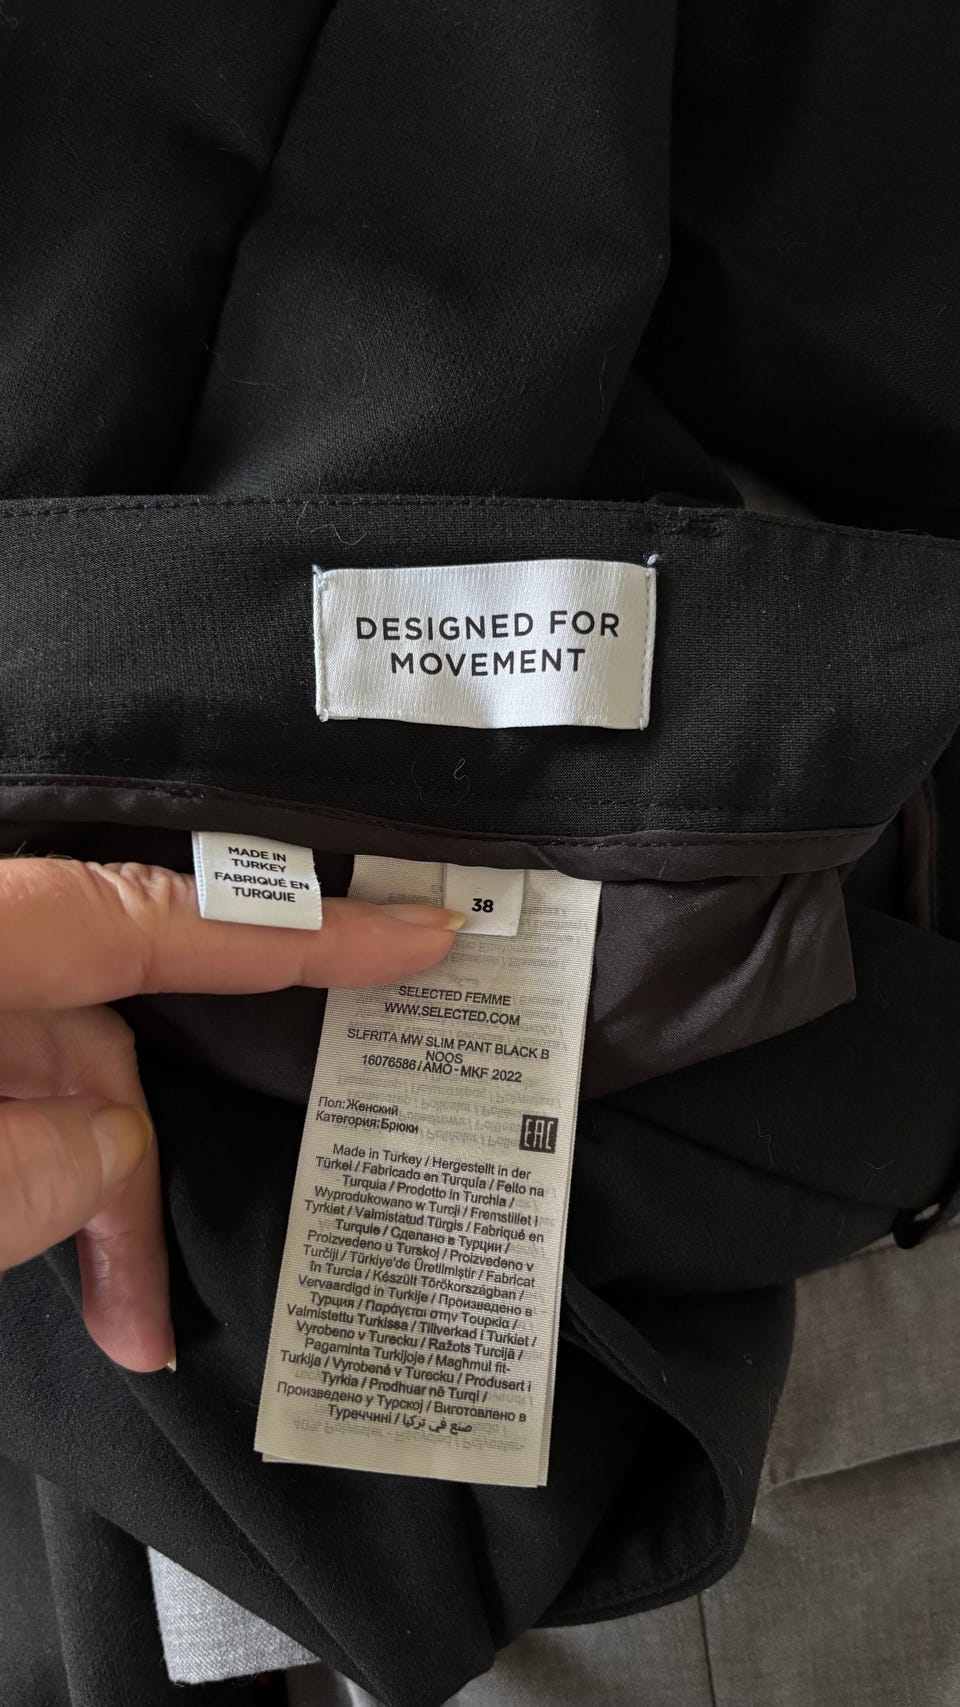 DESIGNED FOR
MOVEMENT
MADE IN
TURKEY
FABRIQUÉ EN
TURQUIE
38
SELECTED FEMME
WWW.SELECTED.COM
SLFRITA MW SLIM PANT BLACK B
NOOS
16076586/AMO-MKF 2022
Пол:Женский
Категория:Брюки
EAC
Made in Turkey / Hergestellt in der
Türkei / Fabricado en Turquía / Feito na
Turquia / Prodotto in Turchia /
Wyprodukowano w Turcji / Fremstillet i
Tyrkiet / Valmistatud Türgis / Fabriqué en
Turquie / Сделано в Турции /
Proizvedeno u Turskoj / Proizvedeno v
Turčiji / Türkiye'de Üretilmiştir / Fabricat
în Turcia / Készült Törökországban /
Vervaardigd in Turkije / Произведено в
Турция / Παράγεται στην Τουρκία /
Valmistettu Turkissa / Tillverkad i Turkiet /
Vyrobeno v Turecku / Ražots Turcijā /
Pagaminta Turkijoje / Magħmul fit-
Turkija / Vyrobené v Turecku / Produsert i
Tyrkia / Prodhuar në Turqi /
Произведено у Турској / Виготовлено в
Туреччині / صنع في تركيا